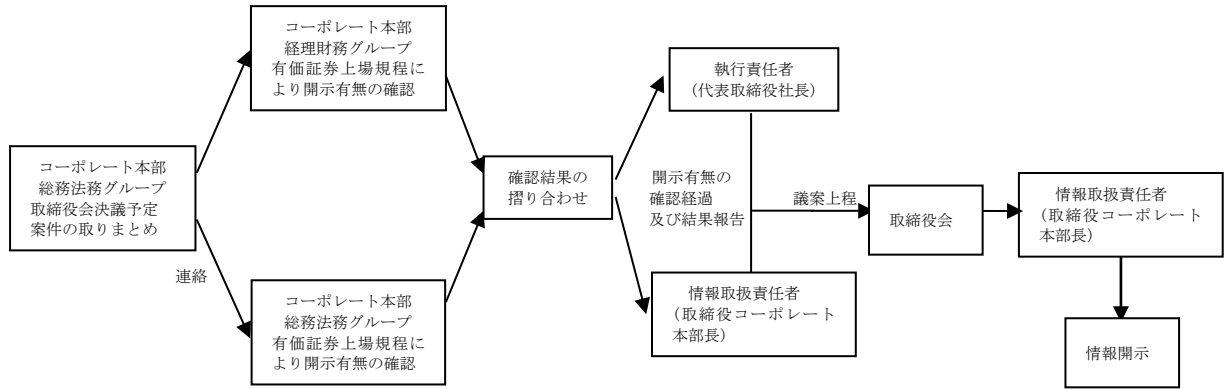 コーポレート本部
総務法務グループ
取締役会決議予定
案件の取りまとめ
連絡
コーポレート本部
経理財務グループ
有価証券上場規程に
より開示有無の確認
コーポレート本部
総務法務グループ
有価証券上場規程に
より開示有無の確認
確認結果の
摺り合わせ
執行責任者
（代表取締役社長）
開示有無の
確認経過
及び結果報告
情報取扱責任者
（取締役コーポレート
本部長）
議案上程
取締役会
情報取扱責任者
（取締役コーポレート
本部長）
情報開示